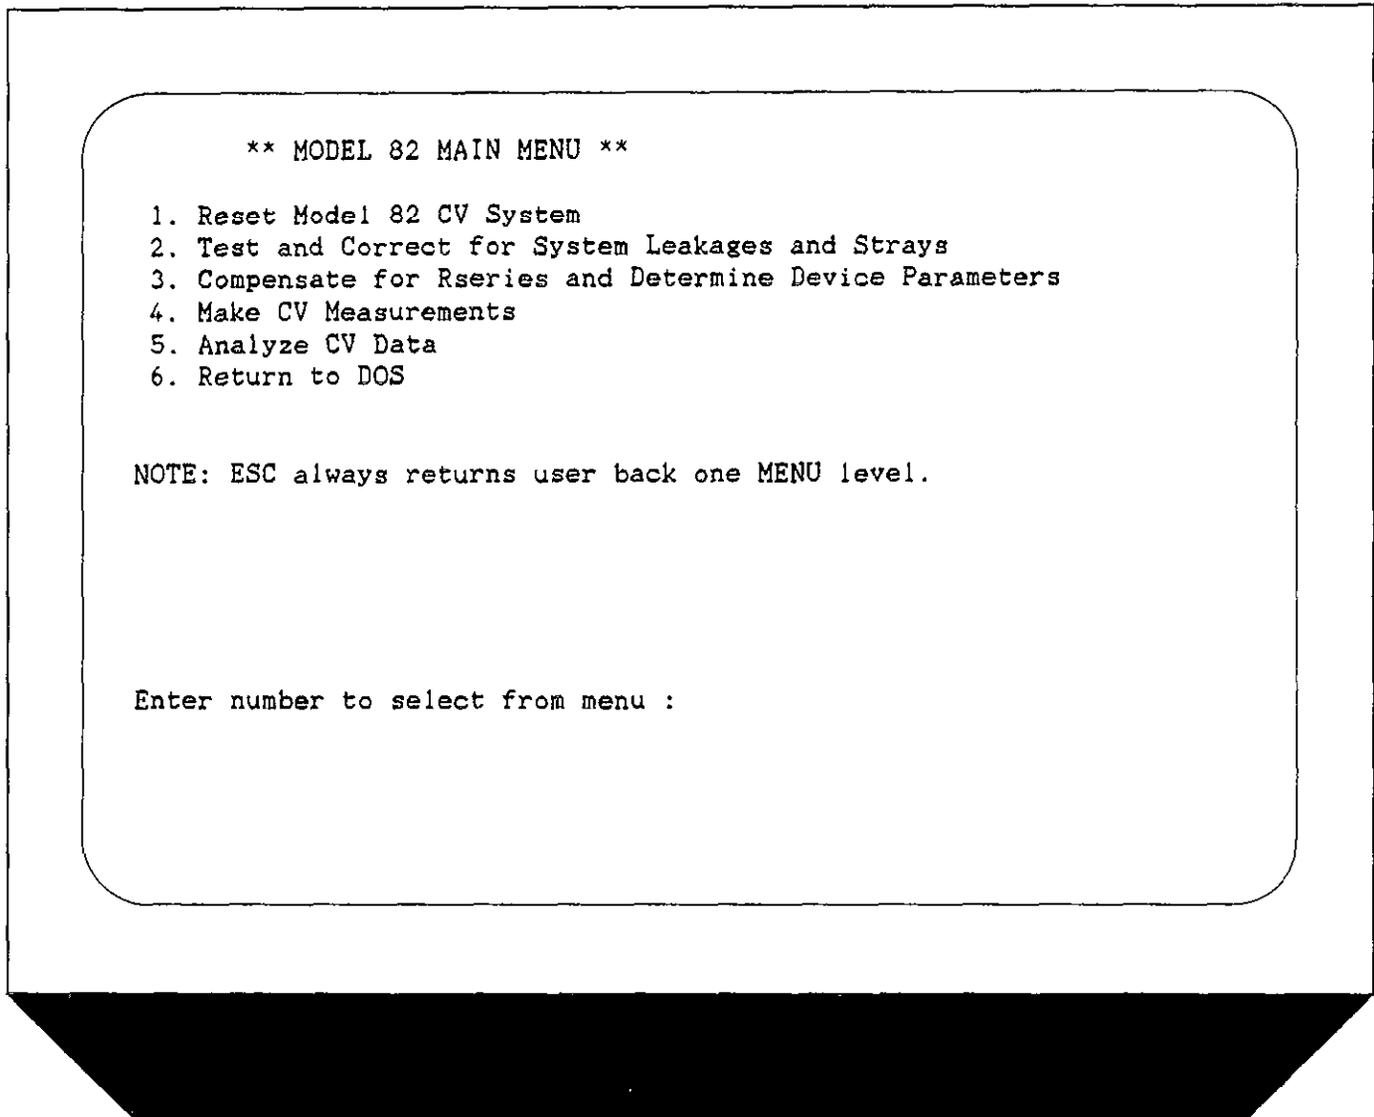 ** MODEL 82 MAIN MENU **
1. Reset Model 82 CV System
2. Test and Correct for System Leakages and Strays
3. Compensate for Rseries and Determine Device Parameters
4. Make CV Measurements
5. Analyze CV Data
6. Return to DOS
NOTE: ESC always returns user back one MENU level.
Enter number to select from menu :